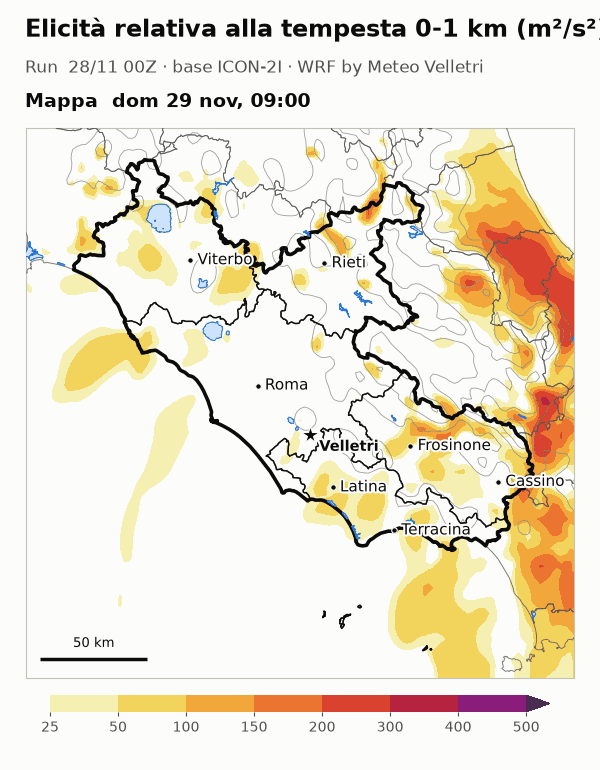 Elicità relativa alla tempesta 0-1 km (m²/s²)
Run 28/11 00Z · base ICON-2I · WRF by Meteo Velletri
Mappa dom 29 nov, 09:00
Viterbo
Rieti
Roma
Velletri
Frosinone
Latina
Cassino
Terracina
50 km
25 50 100 150 200 300 400 500